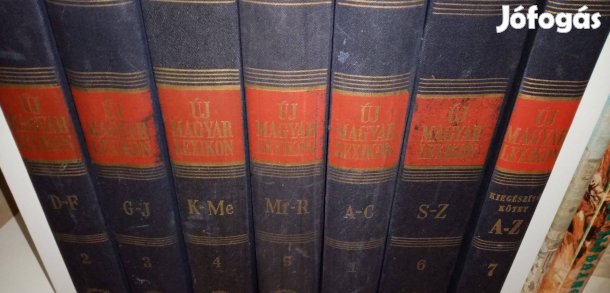 Jófogás
ÚJ
MAGYAR
LEXIKON
D-F
2
ÚJ
MAGYAR
LEXIKON
G-J
3
ÚJ
MAGYAR
LEXIKON
K-Me
4
ÚJ
MAGYAR
LEXIKON
Mf-R
5
ÚJ
MAGYAR
LEXIKON
A-C
1
ÚJ
MAGYAR
LEXIKON
S-Z
6
ÚJ
MAGYAR
LEXIKON
KIEGÉSZÍTŐ
KÖTET
A-Z
7